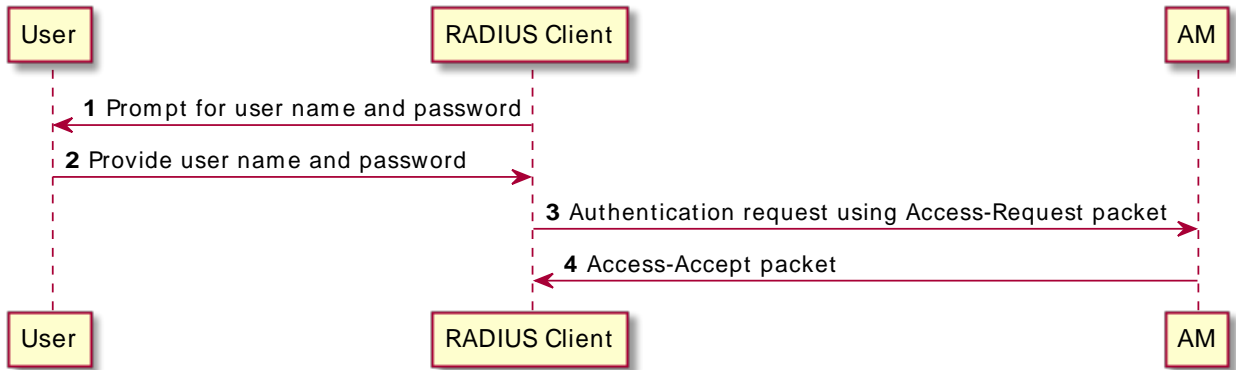 User
RADIUS Client
AM
1 Prompt for user name and password
2 Provide user name and password
3 Authentication request using Access-Request packet
4 Access-Accept packet
User
RADIUS Client
AM